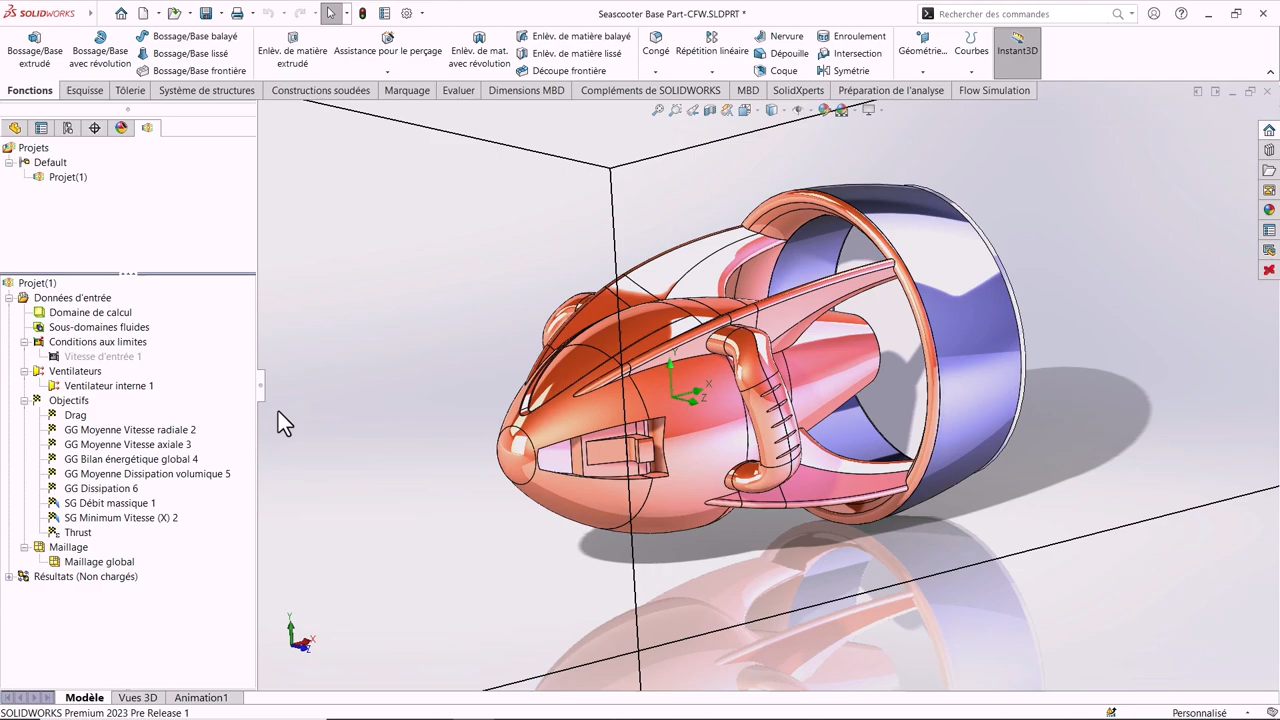 SOLIDWORKS
Seascooter Base Part-CFW.SLDPRT *
Rechercher des commandes
Bossage/Base extrudé
Bossage/Base avec révolution
Bossage/Base balayé
Bossage/Base lissé
Bossage/Base frontière
Enlèv. de matière extrudé
Assistance pour le perçage
Enlèv. de mat. avec révolution
Enlèv. de matière balayé
Enlèv. de matière lissé
Découpe frontière
Congé
Répétition linéaire
Nervure
Dépouille
Coque
Enroulement
Intersection
Symétrie
Géométrie...
Courbes
Instant3D
Fonctions
Esquisse
Tôlerie
Système de structures
Constructions soudées
Marquage
Evaluer
Dimensions MBD
Compléments de SOLIDWORKS
MBD
SolidXperts
Préparation de l'analyse
Flow Simulation
Projets
Default
Projet(1)
Projet(1)
Données d'entrée
Domaine de calcul
Sous-domaines fluides
Conditions aux limites
Vitesse d'entrée 1
Ventilateurs
Ventilateur interne 1
Objectifs
Drag
GG Moyenne Vitesse radiale 2
GG Moyenne Vitesse axiale 3
GG Bilan énergétique global 4
GG Moyenne Dissipation volumique 5
GG Dissipation 6
SG Débit massique 1
SG Minimum Vitesse (X) 2
Thrust
Maillage
Maillage global
Résultats (Non chargés)
Y
X
Z
Y
X
Z
Modèle
Vues 3D
Animation1
SOLIDWORKS Premium 2023 Pre Release 1
Personnalisé